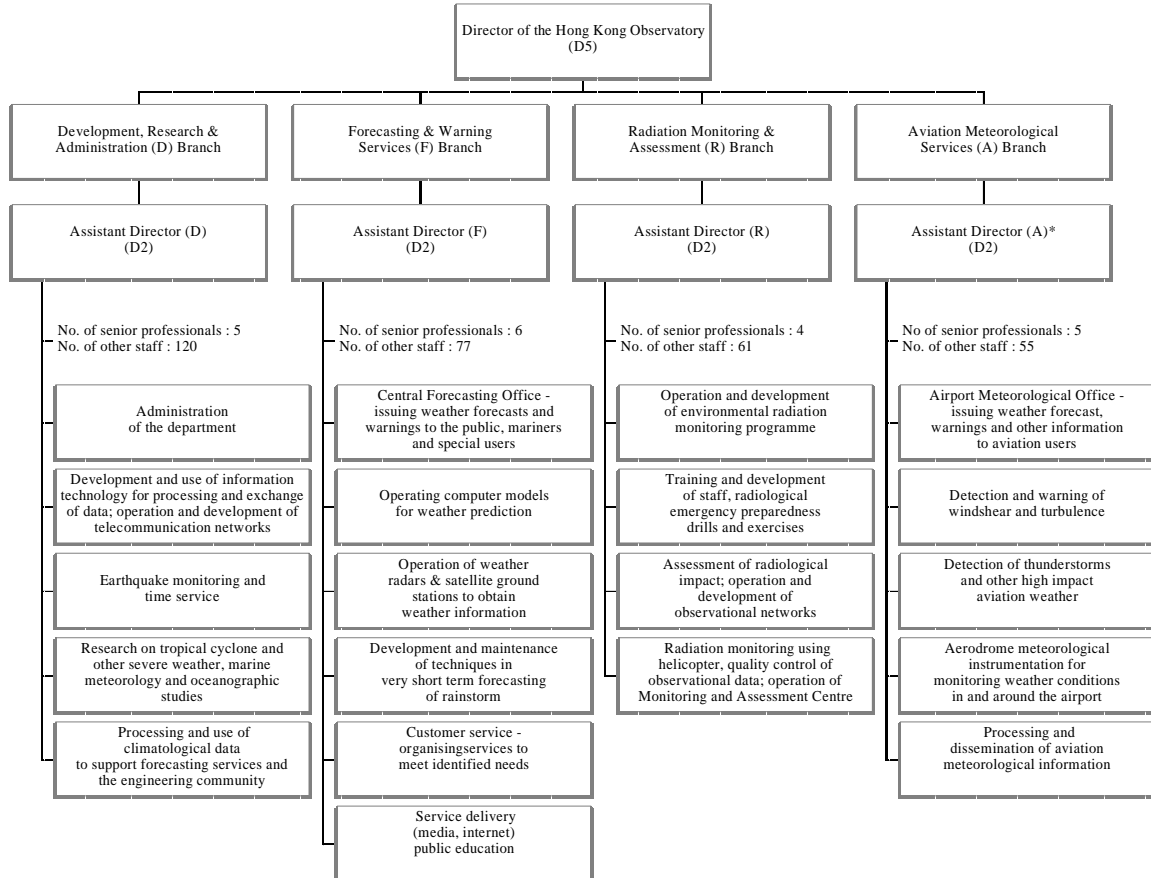 Director of the Hong Kong Observatory
(D5)
Development, Research &
Administration (D) Branch
Forecasting & Warning
Services (F) Branch
Radiation Monitoring &
Assessment (R) Branch
Aviation Meteorological
Services (A) Branch
Assistant Director (D)
(D2)
Assistant Director (F)
(D2)
Assistant Director (R)
(D2)
Assistant Director (A)*
(D2)
No. of senior professionals : 5
No. of other staff : 120
Administration
of the department
Development and use of information
technology for processing and exchange
of data; operation and development of
telecommunication networks
Earthquake monitoring and
time service
Research on tropical cyclone and
other severe weather, marine
meteorology and oceanographic
studies
Processing and use of
climatological data
to support forecasting services and
the engineering community
No. of senior professionals : 6
No. of other staff : 77
Central Forecasting Office -
issuing weather forecasts and
warnings to the public, mariners
and special users
Operating computer models
for weather prediction
Operation of weather
radars & satellite ground
stations to obtain
weather information
Development and maintenance
of techniques in
very short term forecasting
of rainstorm
Customer service -
organisingservices to
meet identified needs
Service delivery
(media, internet)
public education
No. of senior professionals : 4
No. of other staff : 61
Operation and development
of environmental radiation
monitoring programme
Training and development
of staff, radiological
emergency preparedness
drills and exercises
Assessment of radiological
impact; operation and
development of
observational networks
Radiation monitoring using
helicopter, quality control of
observational data; operation of
Monitoring and Assessment Centre
No of senior professionals : 5
No. of other staff : 55
Airport Meteorological Office -
issuing weather forecast,
warnings and other information
to aviation users
Detection and warning of
windshear and turbulence
Detection of thunderstorms
and other high impact
aviation weather
Aerodrome meteorological
instrumentation for
monitoring weather conditions
in and around the airport
Processing and
dissemination of aviation
meteorological information